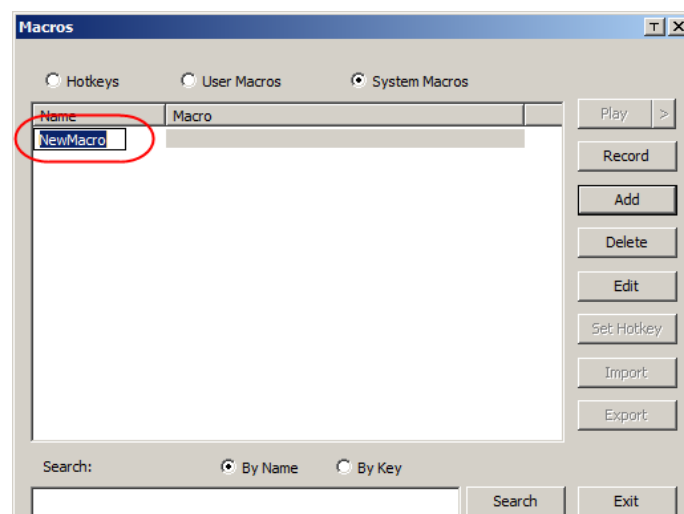 Macros
Hotkeys User Macros System Macros
Name Macro
NewMacro
Play >
Record
Add
Delete
Edit
Set Hotkey
Import
Export
Search: By Name By Key
Search Exit